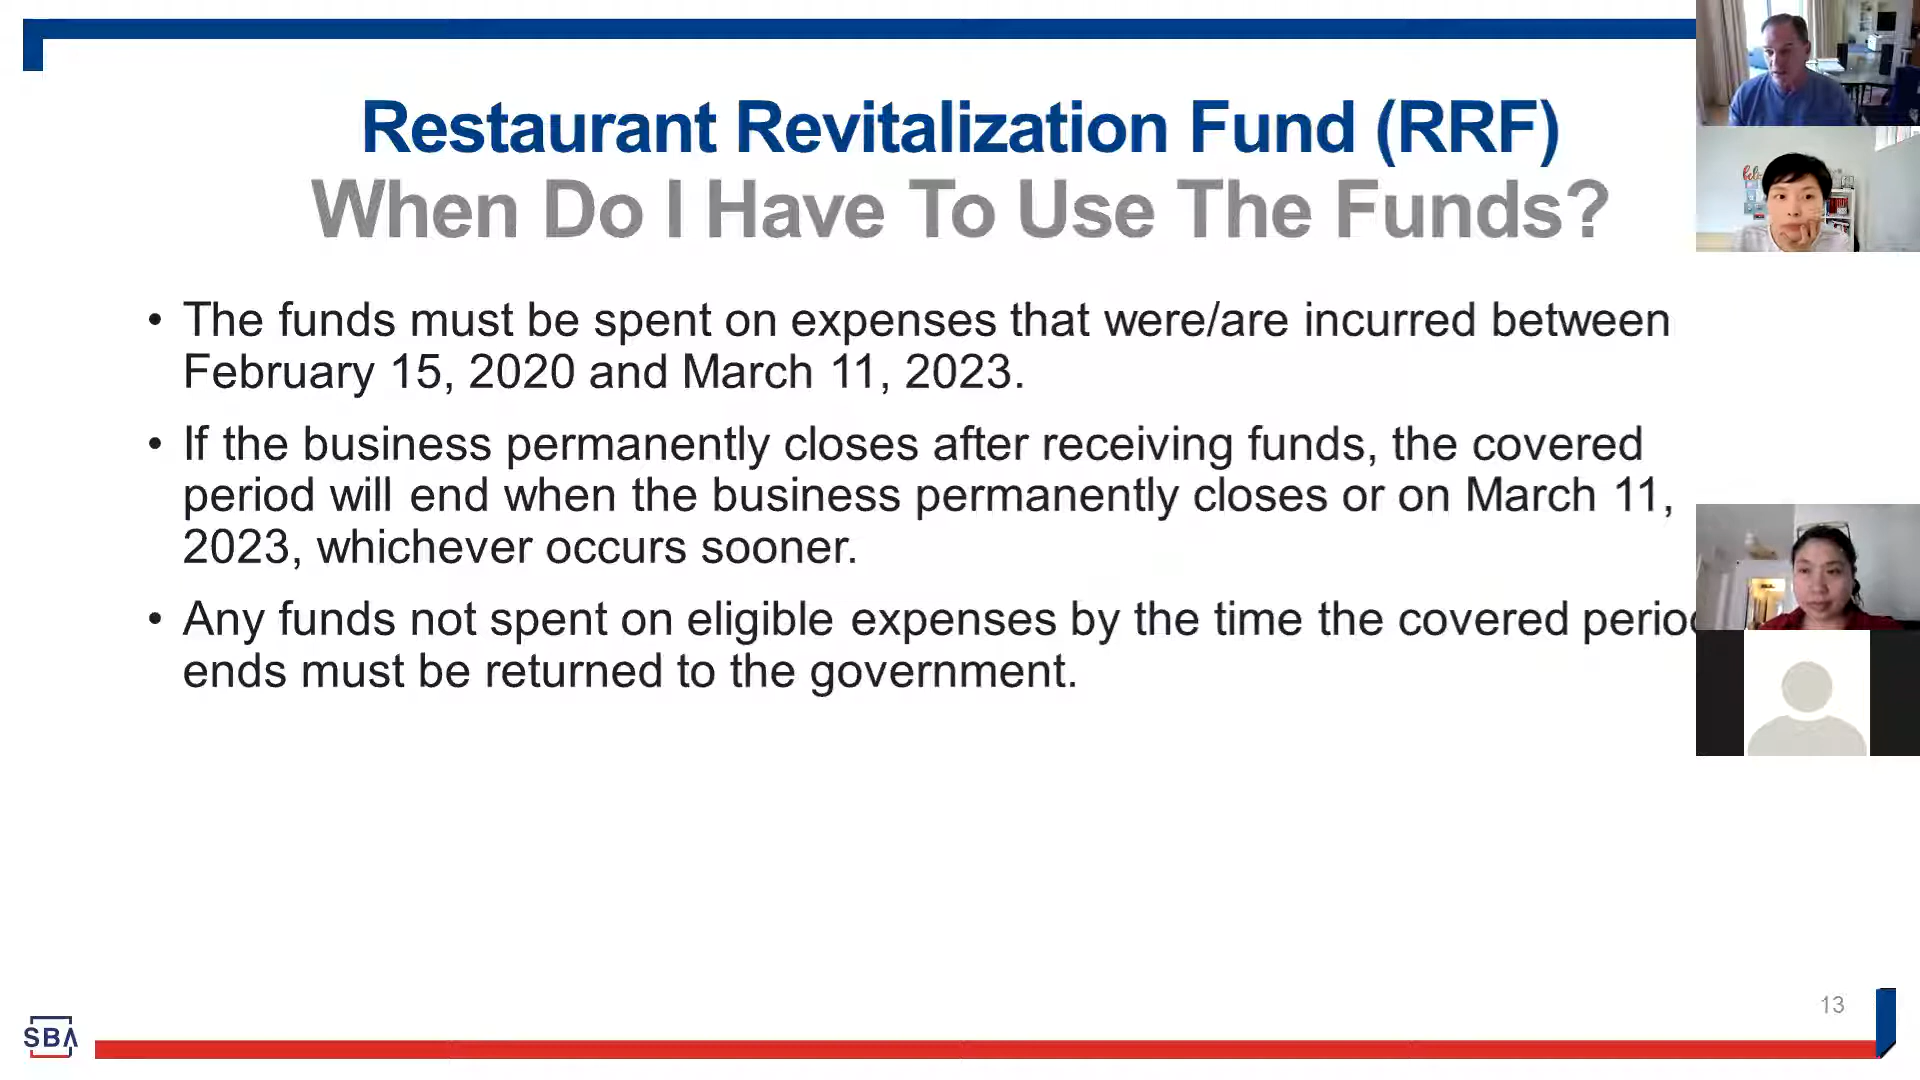 Restaurant Revitalization Fund (RRF)
When Do I Have To Use The Funds?
• The funds must be spent on expenses that were/are incurred between
February 15, 2020 and March 11, 2023.
• If the business permanently closes after receiving funds, the covered
period will end when the business permanently closes or on March 11,
2023, whichever occurs sooner.
• Any funds not spent on eligible expenses by the time the covered perio
ends must be returned to the government.
13
SBA